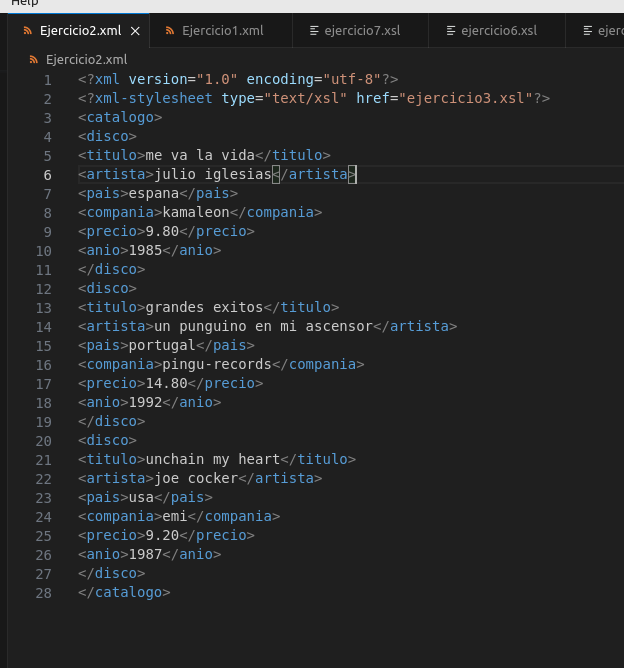 Help
Ejercicio2.xml Ejercicio1.xml ejercicio7.xsl ejercicio6.xsl
Ejercicio2.xml
1 <?xml version="1.0" encoding="utf-8"?>
2 <?xml-stylesheet type="text/xsl" href="ejercicio3.xsl"?>
3 <catalogo>
4 <disco>
5 <titulo>me va la vida</titulo>
6 <artista>julio iglesias</artista>
7 <pais>espana</pais>
8 <compania>kamaleon</compania>
9 <precio>9.80</precio>
10 <anio>1985</anio>
11 </disco>
12 <disco>
13 <titulo>grandes exitos</titulo>
14 <artista>un punguino en mi ascensor</artista>
15 <pais>portugal</pais>
16 <compania>pingu-records</compania>
17 <precio>14.80</precio>
18 <anio>1992</anio>
19 </disco>
20 <disco>
21 <titulo>unchain my heart</titulo>
22 <artista>joe cocker</artista>
23 <pais>usa</pais>
24 <compania>emi</compania>
25 <precio>9.20</precio>
26 <anio>1987</anio>
27 </disco>
28 </catalogo>